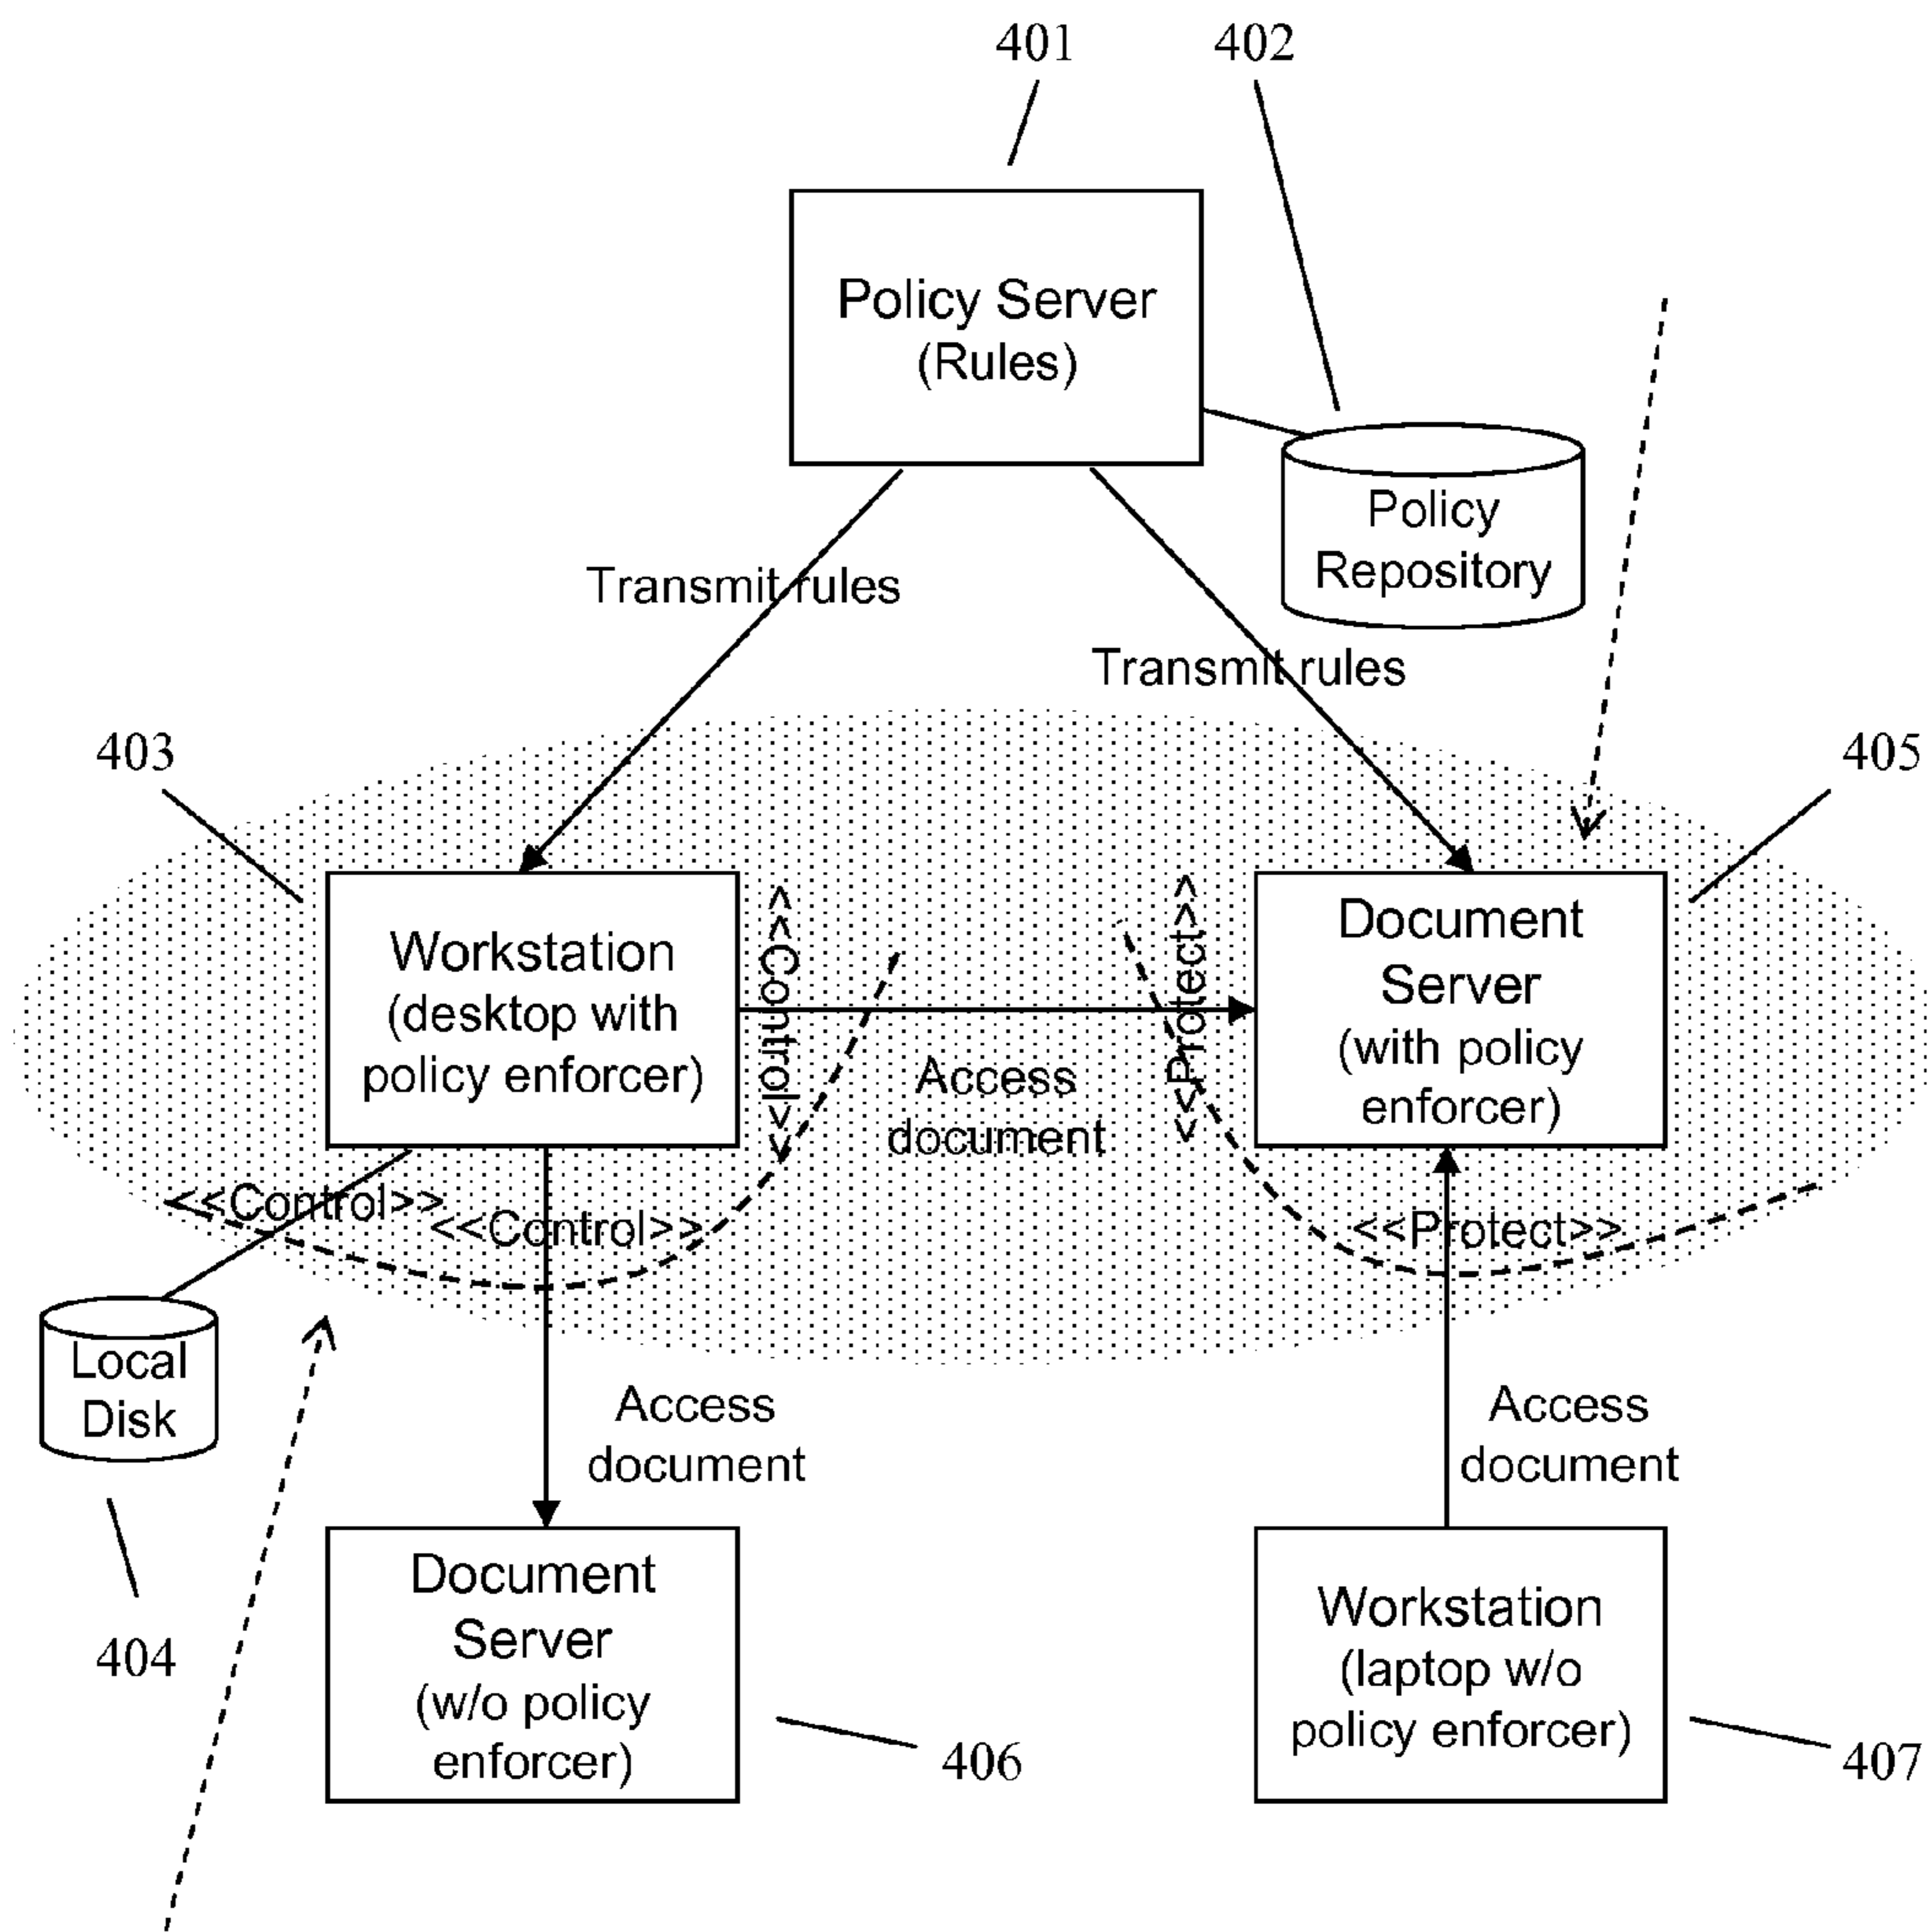 401
402
Policy Server
(Rules)
Policy
Repository
Transmit rules
Transmit rules
403
405
Workstation
(desktop with
policy enforcer)
<<Control>>
<<Protect>>
Document
Server
(with policy
enforcer)
Access
document
<<Control>>
<<Control>>
<<Protect>>
Local
Disk
Access
document
Access
document
404
Document
Server
(w/o policy
enforcer)
406
Workstation
(laptop w/o
policy enforcer)
407